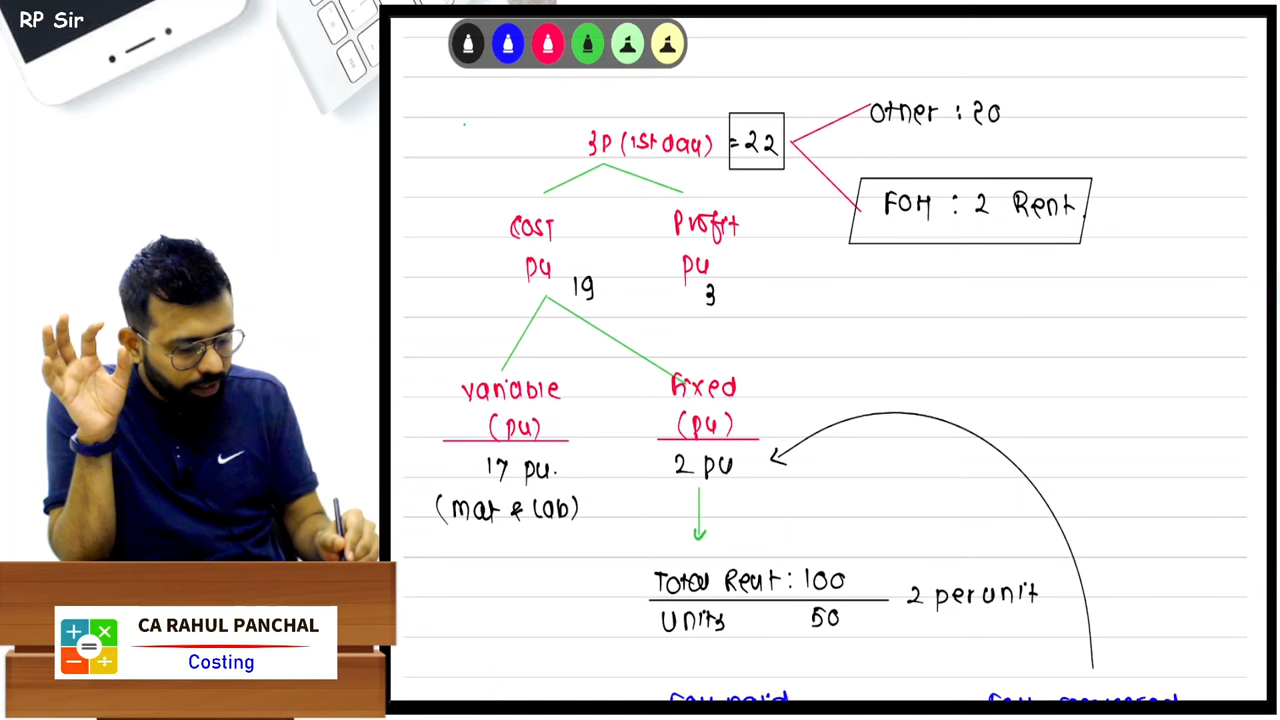 RP Sir
SP (1st day) = 22
Other : 20
FOH : 2 Rent.
Cost
pu
19
Profit
pu
3
variable
(pu)
17 pu.
(mat & lab)
fixed
(pu)
2 pu
Total Rent : 100
Units 50
2 per unit
CA RAHUL PANCHAL
Costing